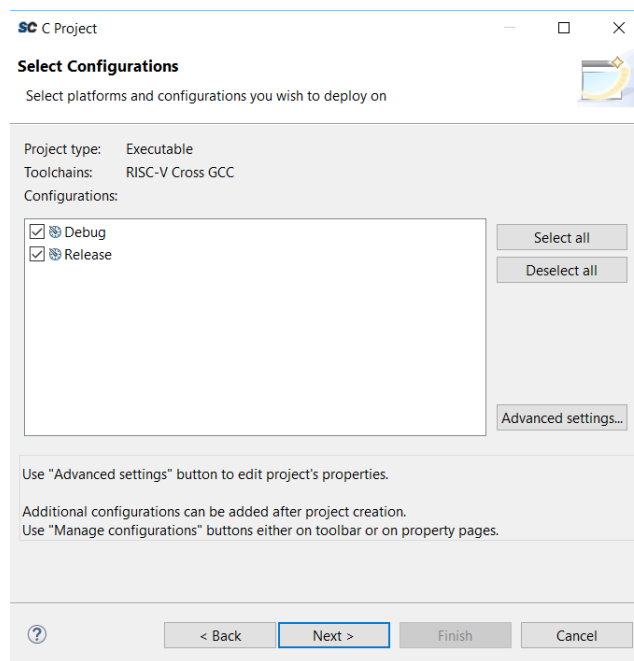 SC C Project
Select Configurations
Select platforms and configurations you wish to deploy on
Project type: Executable
Toolchains: RISC-V Cross GCC
Configurations:
Debug
Release
Select all
Deselect all
Advanced settings...
Use "Advanced settings" button to edit project's properties.
Additional configurations can be added after project creation.
Use "Manage configurations" buttons either on toolbar or on property pages.
?
< Back
Next >
Finish
Cancel